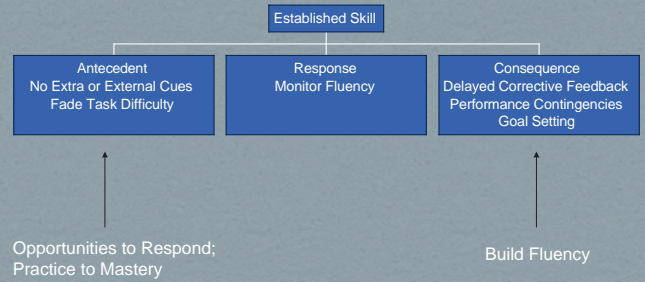 Established Skill
Antecedent
No Extra or External Cues
Fade Task Difficulty
Response
Monitor Fluency
Consequence
Delayed Corrective Feedback
Performance Contingencies
Goal Setting
Opportunities to Respond;
Practice to Mastery
Build Fluency